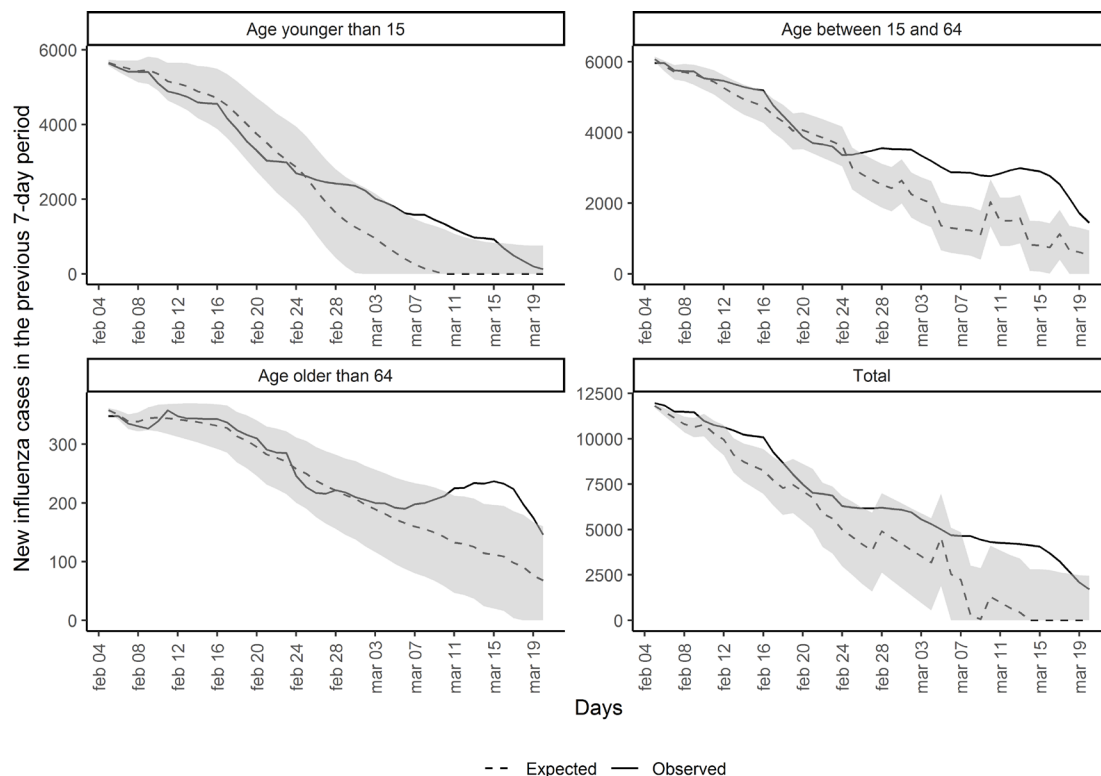 Age younger than 15
Age between 15 and 64
New influenza cases in the previous 7-day period
6000
4000
2000
0
feb 04
feb 08
feb 12
feb 16
feb 20
feb 24
feb 28
mar 03
mar 07
mar 11
mar 15
mar 19
6000
4000
2000
0
feb 04
feb 08
feb 12
feb 16
feb 20
feb 24
feb 28
mar 03
mar 07
mar 11
mar 15
mar 19
Age older than 64
Total
300
200
100
0
feb 04
feb 08
feb 12
feb 16
feb 20
feb 24
feb 28
mar 03
mar 07
mar 11
mar 15
mar 19
12500
10000
7500
5000
2500
0
feb 04
feb 08
feb 12
feb 16
feb 20
feb 24
feb 28
mar 03
mar 07
mar 11
mar 15
mar 19
Days
Expected Observed